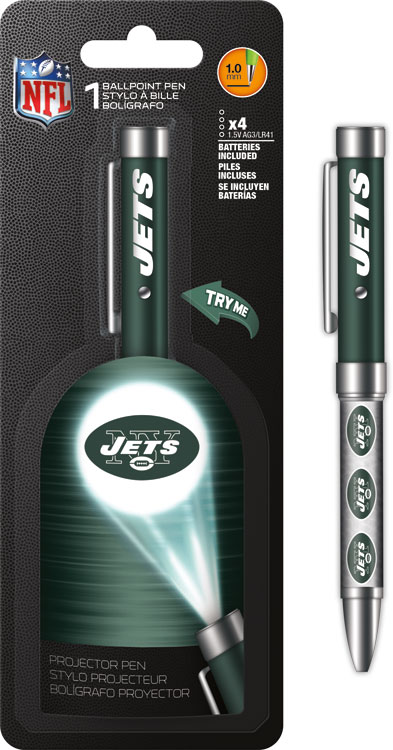 NFL
1 BALLPOINT PEN
STYLO À BILLE
BOLÍGRAFO
1.0
mm
x4
1.5V AG3/LR41
BATTERIES
INCLUDED
PILES
INCLUSES
SE INCLUYEN
BATERÍAS
JETS
TRY ME
NY
JETS
PROJECTOR PEN
STYLO PROJECTEUR
BOLÍGRAFO PROYECTOR
JETS
JETS
JETS
JETS